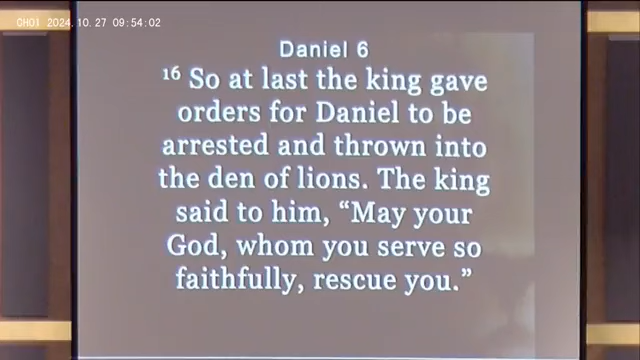 CH01 2024.10.27 09:54:02
Daniel 6
16 So at last the king gave
orders for Daniel to be
arrested and thrown into
the den of lions. The king
said to him, “May your
God, whom you serve so
faithfully, rescue you.”